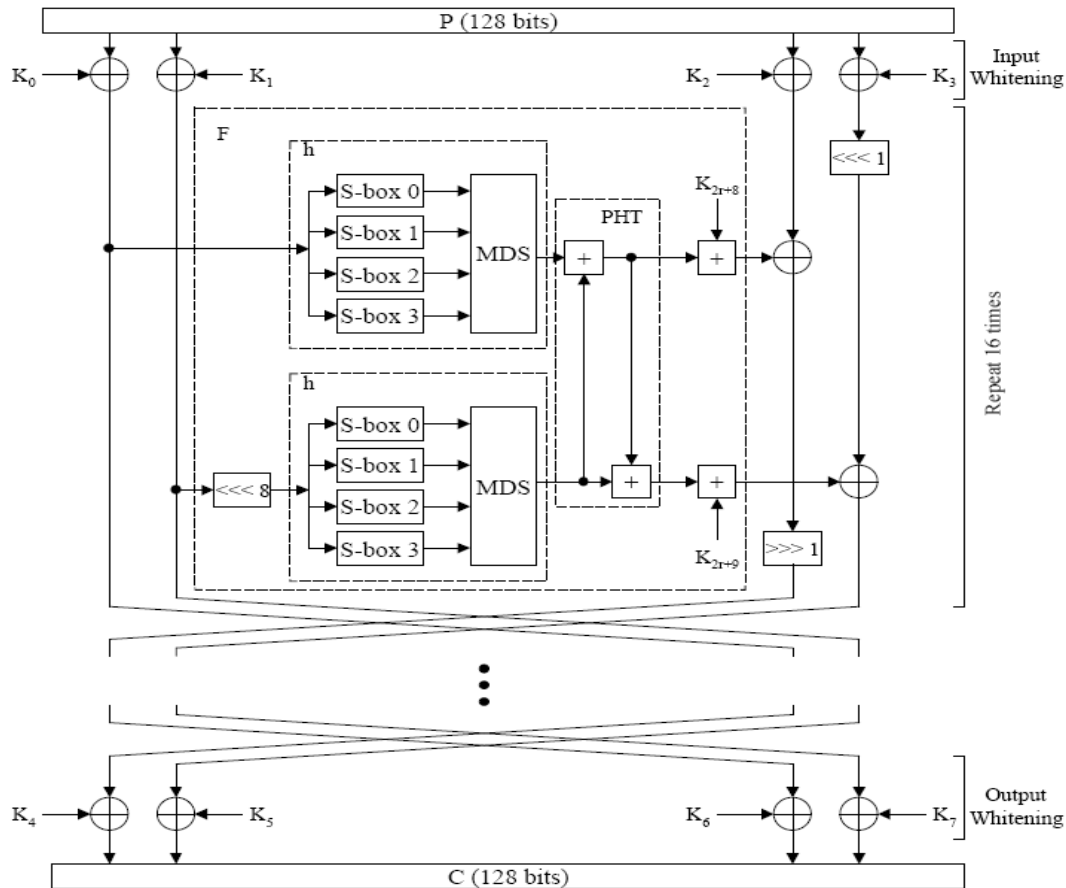 P (128 bits)
K₀
K₁
K₂
K₃
Input
Whitening
F
h
<<< 1
S-box 0
S-box 1
S-box 2
S-box 3
MDS
PHT
K₂ᵣ₊₈
+
+
h
S-box 0
S-box 1
S-box 2
S-box 3
MDS
<<< 8
+
+
K₂ᵣ₊₉
>>> 1
Repeat 16 times
K₄
K₅
K₆
K₇
Output
Whitening
C (128 bits)